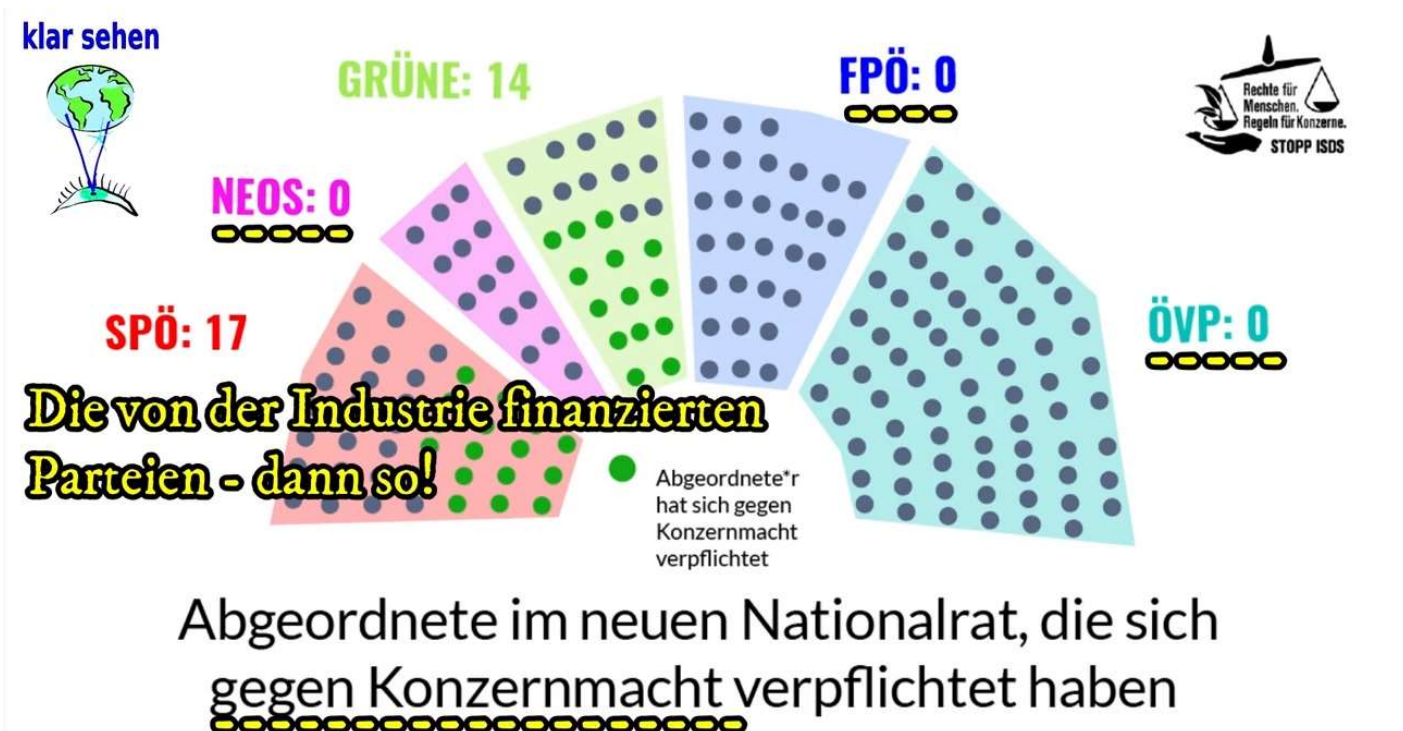 klar sehen
GRÜNE: 14
FPÖ: 0
Rechte für
Menschen.
Regeln für Konzerne.
STOPP ISDS
NEOS: 0
SPÖ: 17
ÖVP: 0
Die von der Industrie finanzierten
Parteien - dann so!
Abgeordnete*r
hat sich gegen
Konzernmacht
verpflichtet
Abgeordnete im neuen Nationalrat, die sich
gegen Konzernmacht verpflichtet haben